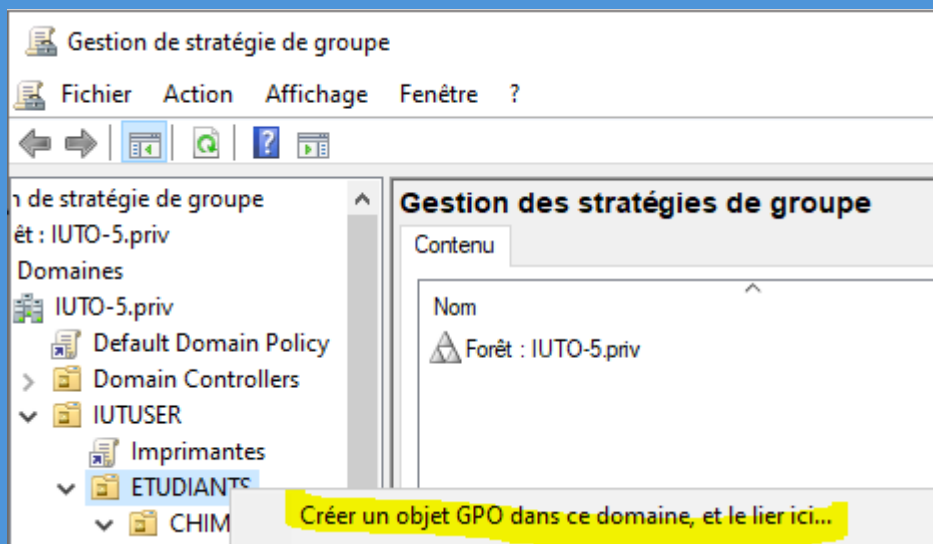 Gestion de stratégie de groupe
Fichier Action Affichage Fenêtre ?
n de stratégie de groupe
êt : IUTO-5.priv
Domaines
IUTO-5.priv
Default Domain Policy
Domain Controllers
IUTUSER
Imprimantes
ETUDIANTS
CHIM
Gestion des stratégies de groupe
Contenu
Nom
Forêt : IUTO-5.priv
Créer un objet GPO dans ce domaine, et le lier ici...